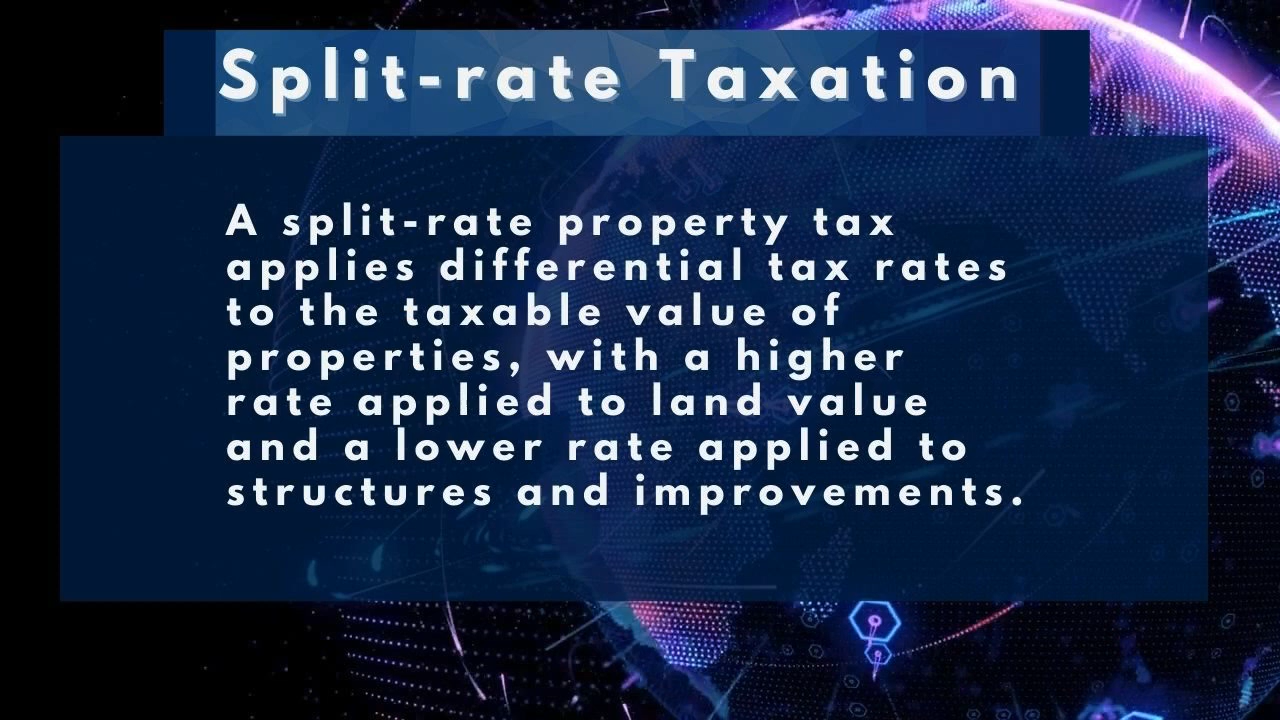 Split-rate Taxation
A split-rate property tax
applies differential tax rates
to the taxable value of
properties, with a higher
rate applied to land value
and a lower rate applied to
structures and improvements.